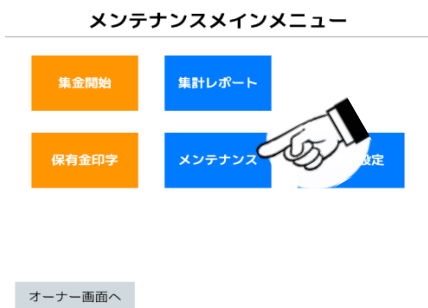 メンテナンスメインメニュー
集金開始
集計レポート
保有金印字
メンテナンス
設定
オーナー画面へ